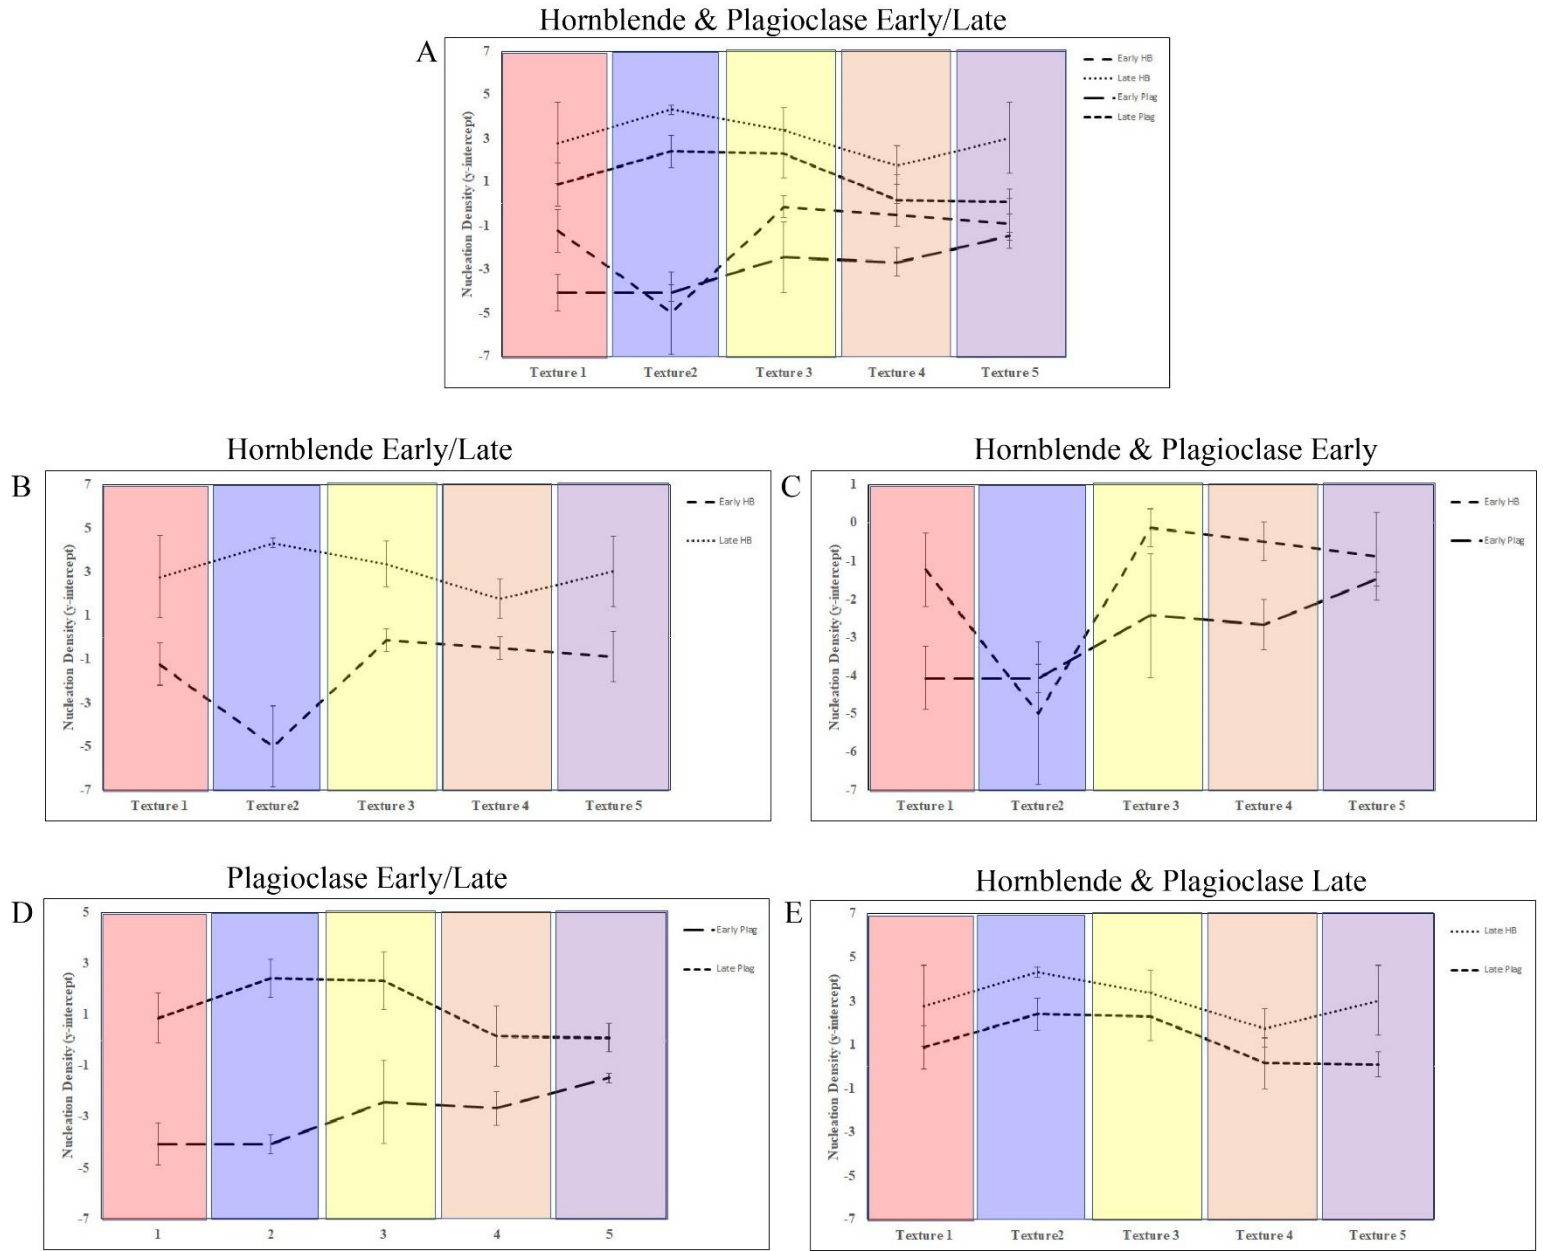 Hornblende & Plagioclase Early/Late
A
7
5
3
1
-1
-3
-5
-7
Nucleation Density (y-intercept)
Texture 1
Texture2
Texture 3
Texture 4
Texture 5
Early HB
Late HB
Early Plag
Late Plag
Hornblende Early/Late
B
7
5
3
1
-1
-3
-5
-7
Nucleation Density (y-intercept)
Texture 1
Texture2
Texture 3
Texture 4
Texture 5
Early HB
Late HB
Hornblende & Plagioclase Early
C
1
0
-1
-2
-3
-4
-5
-6
-7
Nucleation Density (y-intercept)
Texture 1
Texture2
Texture 3
Texture 4
Texture 5
Early HB
Early Plag
Plagioclase Early/Late
D
5
3
1
-1
-3
-5
-7
Nucleation Density (y-intercept)
1
2
3
4
5
Early Plag
Late Plag
Hornblende & Plagioclase Late
E
7
5
3
1
-1
-3
-5
-7
Nucleation Density (y-intercept)
Texture 1
Texture2
Texture 3
Texture 4
Texture 5
Late HB
Late Plag